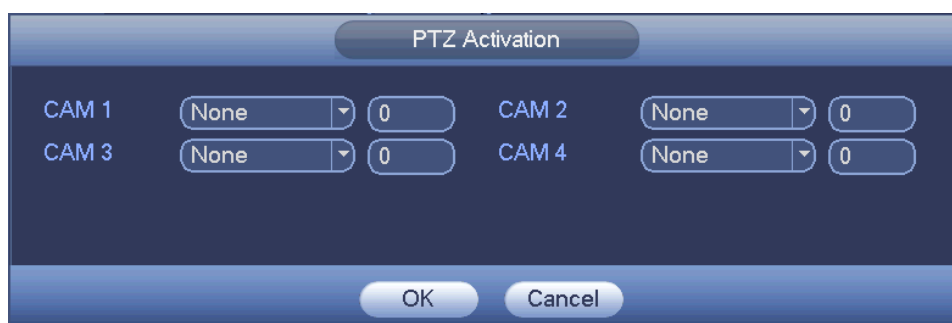 PTZ Activation
CAM 1 None 0 CAM 2 None 0
CAM 3 None 0 CAM 4 None 0
OK Cancel